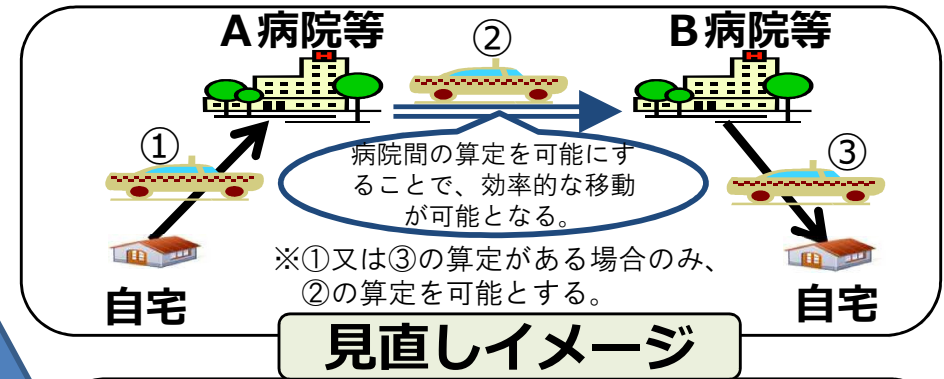 A病院等
②
B病院等
①
病院間の算定を可能にす
ることで、効率的な移動
が可能となる。
③
※①又は③の算定がある場合のみ、
②の算定を可能とする。
自宅
自宅
見直しイメージ